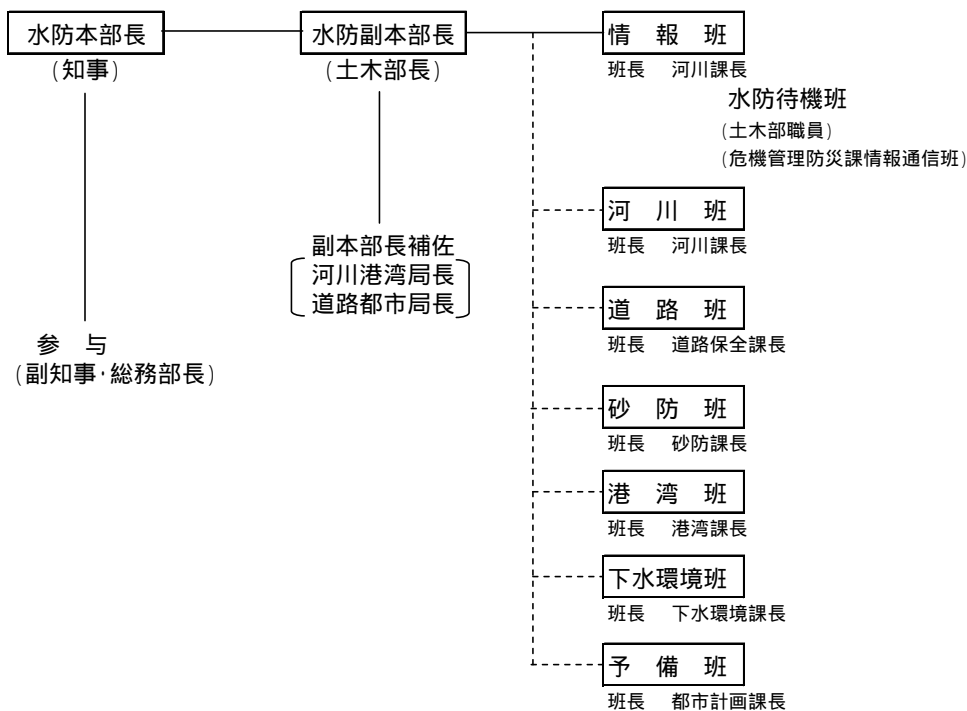 水防本部長
(知事)
参　与
(副知事・総務部長)
水防副本部長
(土木部長)
副本部長補佐
河川港湾局長
道路都市局長
情　報　班
班長　河川課長
水防待機班
(土木部職員)
(危機管理防災課情報通信班)
河　川　班
班長　河川課長
道　路　班
班長　道路保全課長
砂　防　班
班長　砂防課長
港　湾　班
班長　港湾課長
下水環境班
班長　下水環境課長
予　備　班
班長　都市計画課長